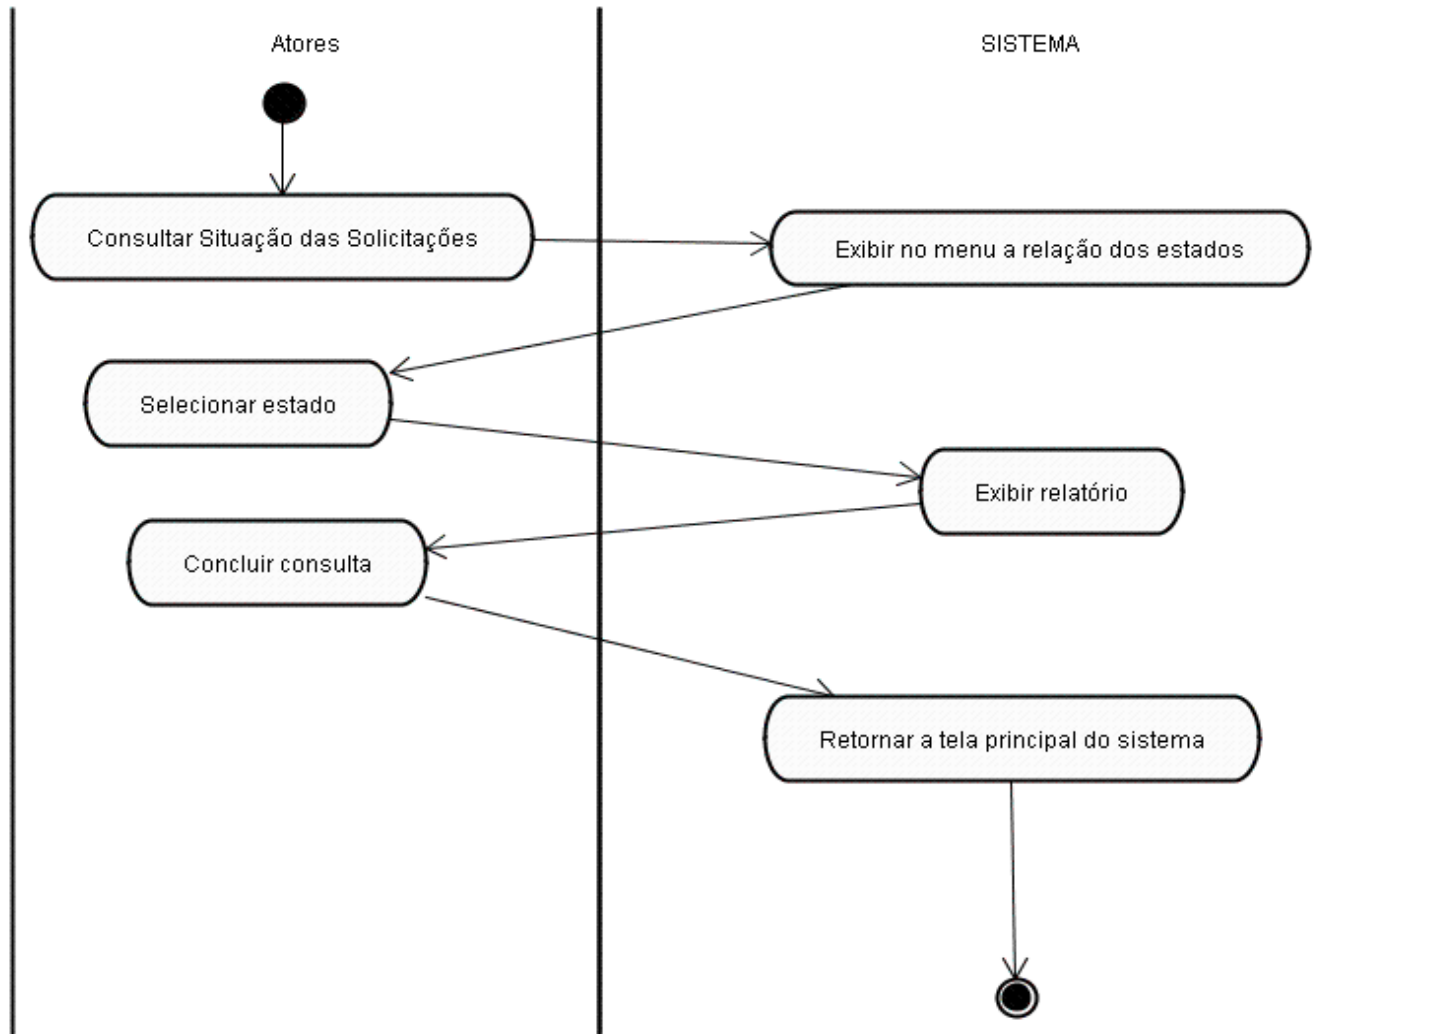 Atores
SISTEMA
Consultar Situação das Solicitações
Exibir no menu a relação dos estados
Selecionar estado
Exibir relatório
Concluir consulta
Retornar a tela principal do sistema